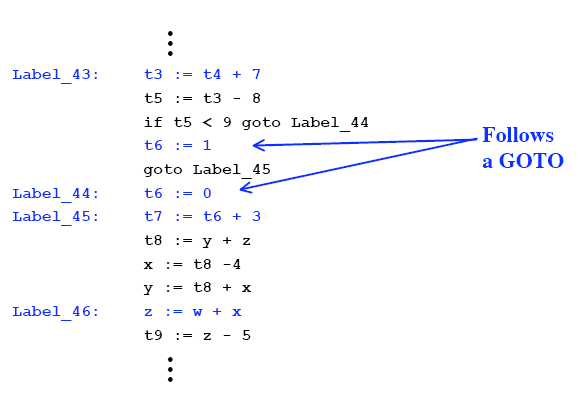 Label_43: t3 := t4 + 7
t5 := t3 - 8
if t5 < 9 goto Label_44
t6 := 1
goto Label_45
Label_44: t6 := 0
Label_45: t7 := t6 + 3
t8 := y + z
x := t8 -4
y := t8 + x
Label_46: z := w + x
t9 := z - 5
Follows
a GOTO